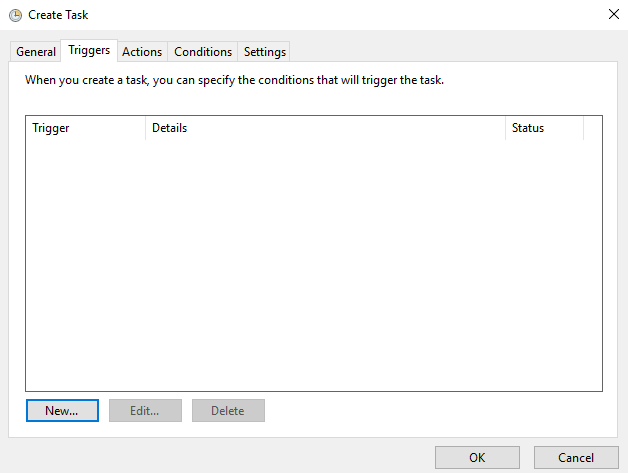 Create Task
General Triggers Actions Conditions Settings
When you create a task, you can specify the conditions that will trigger the task.
Trigger Details Status
New... Edit... Delete
OK Cancel